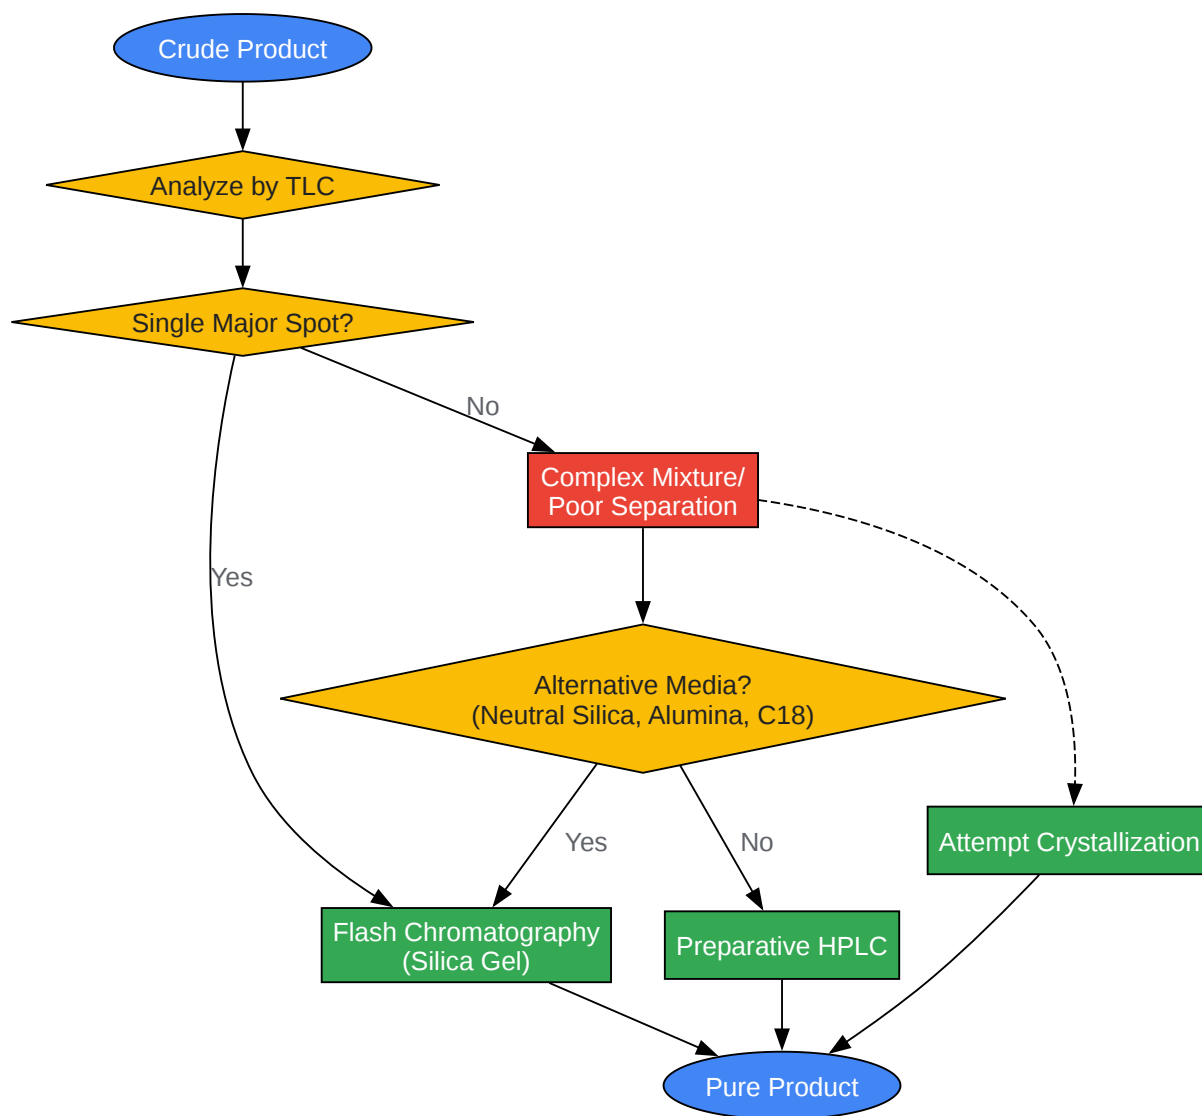 Crude Product
Analyze by TLC
Single Major Spot?
No
Complex Mixture/
Poor Separation
Yes
Alternative Media?
(Neutral Silica, Alumina, C18)
Yes
No
Attempt Crystallization
Flash Chromatography
(Silica Gel)
Preparative HPLC
Pure Product